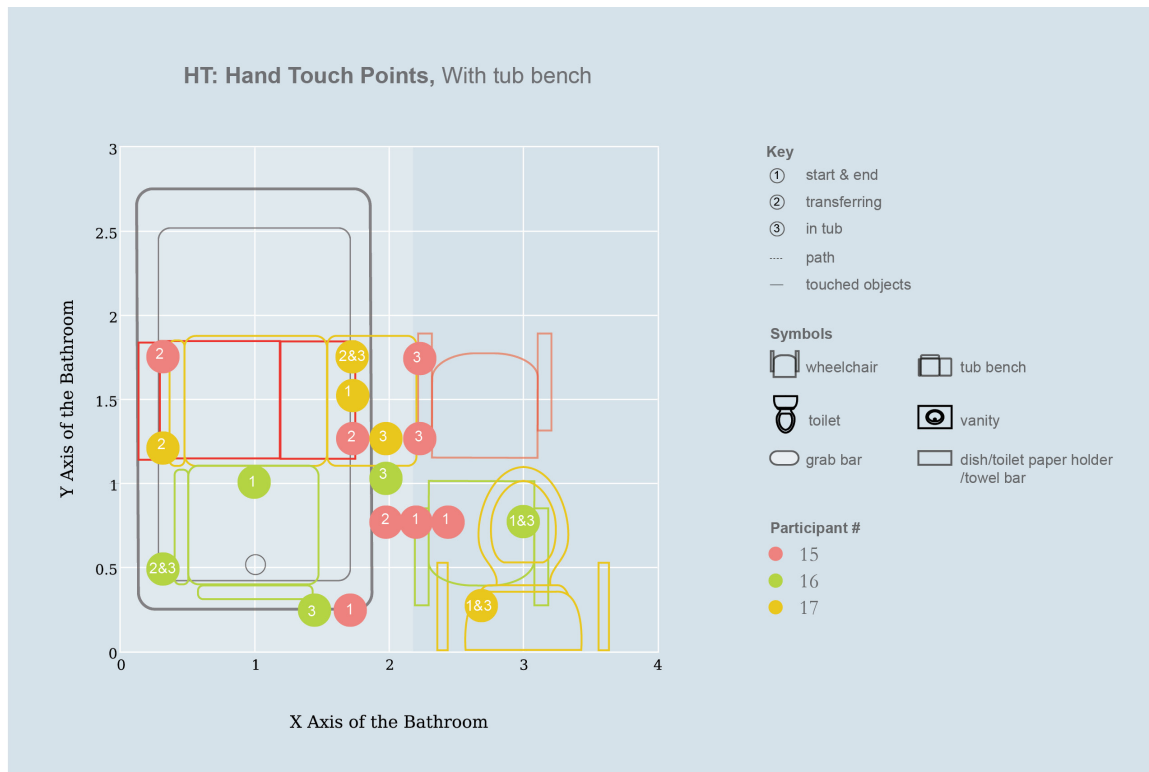 HT: Hand Touch Points, With tub bench
3
2.5
2
1.5
1
0.5
0
0
1
2
3
4
Y Axis of the Bathroom
X Axis of the Bathroom
2
2&3
3
1
2
2
3
3
1
3
2
1
1
1&3
2&3
3
1
1&3
Key
1 start & end
2 transferring
3 in tub
path
touched objects
Symbols
wheelchair
tub bench
toilet
vanity
grab bar
dish/toilet paper holder
/towel bar
Participant #
15
16
17